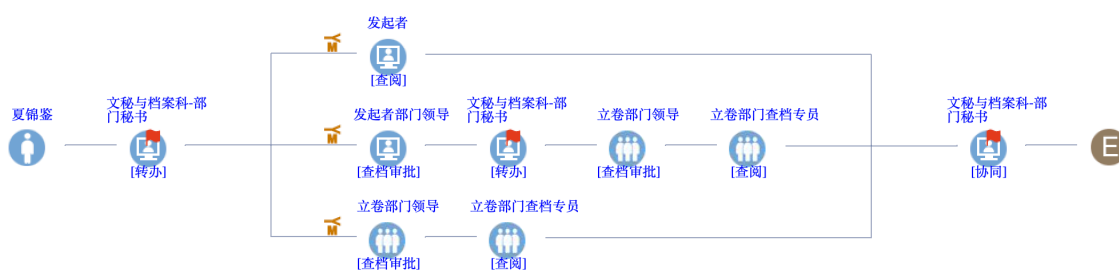 发起者
[查阅]
夏锦鉴
文秘与档案科-部
门秘书
[转办]
发起者部门领导
[查档审批]
文秘与档案科-部
门秘书
[转办]
立卷部门领导
[查档审批]
立卷部门查档专员
[查阅]
文秘与档案科-部
门秘书
[协同]
E
立卷部门领导
[查档审批]
立卷部门查档专员
[查阅]